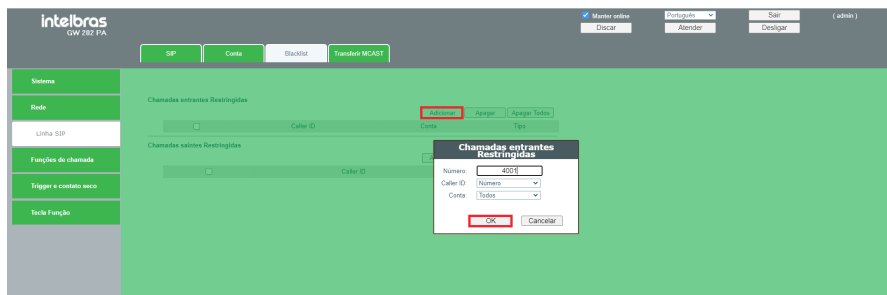 intelbras
GW 202 PA
Manter online
Português
Sair
( admin )
Discar
Atender
Desligar
SIP
Conta
Blacklist
Transferir MCAST
Sistema
Rede
Linha SIP
Funções de chamada
Trigger e contato seco
Tecla Função
Chamadas entrantes Restringidas
Adicionar
Apagar
Apagar Todos
Caller ID
Conta
Tipo
Chamadas saintes Restringidas
Caller ID
Chamadas entrantes
Restringidas
Número: 4001
Caller ID: Número
Conta: Todos
OK
Cancelar